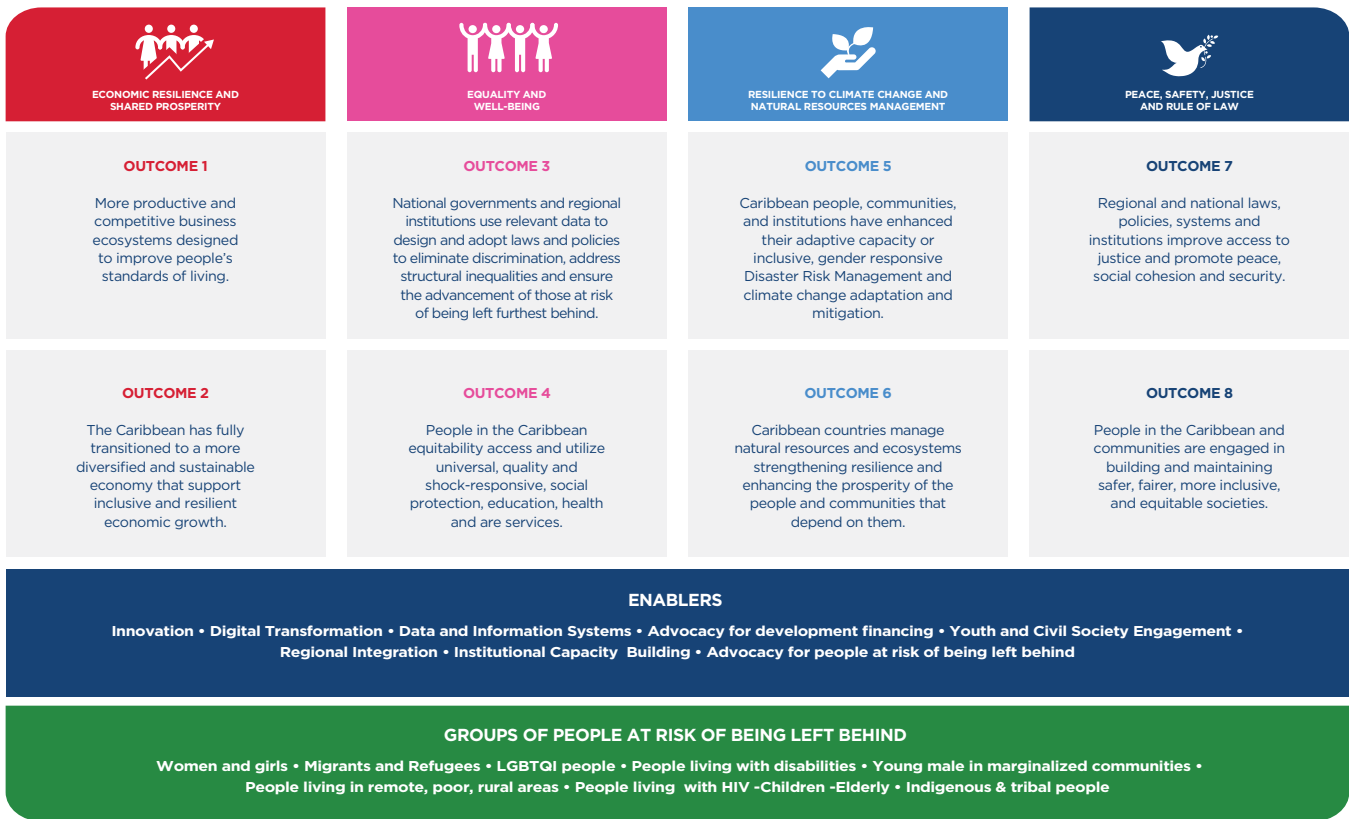 ECONOMIC RESILIENCE AND
SHARED PROSPERITY
EQUALITY AND
WELL-BEING
RESILIENCE TO CLIMATE CHANGE AND
NATURAL RESOURCES MANAGEMENT
PEACE, SAFETY, JUSTICE
AND RULE OF LAW
OUTCOME 1
More productive and
competitive business
ecosystems designed
to improve people's
standards of living.
OUTCOME 3
National governments and regional
institutions use relevant data to
design and adopt laws and policies
to eliminate discrimination, address
structural inequalities and ensure
the advancement of those at risk
of being left furthest behind.
OUTCOME 5
Caribbean people, communities,
and institutions have enhanced
their adaptive capacity or
inclusive, gender responsive
Disaster Risk Management and
climate change adaptation and
mitigation.
OUTCOME 7
Regional and national laws,
policies, systems and
institutions improve access to
justice and promote peace,
social cohesion and security.
OUTCOME 2
The Caribbean has fully
transitioned to a more
diversified and sustainable
economy that support
inclusive and resilient
economic growth.
OUTCOME 4
People in the Caribbean
equitability access and utilize
universal, quality and
shock-responsive, social
protection, education, health
and are services.
OUTCOME 6
Caribbean countries manage
natural resources and ecosystems
strengthening resilience and
enhancing the prosperity of the
people and communities that
depend on them.
OUTCOME 8
People in the Caribbean and
communities are engaged in
building and maintaining
safer, fairer, more inclusive,
and equitable societies.
ENABLERS
Innovation • Digital Transformation • Data and Information Systems • Advocacy for development financing • Youth and Civil Society Engagement •
Regional Integration • Institutional Capacity  Building • Advocacy for people at risk of being left behind
GROUPS OF PEOPLE AT RISK OF BEING LEFT BEHIND
Women and girls • Migrants and Refugees • LGBTQI people • People living with disabilities • Young male in marginalized communities •
People living in remote, poor, rural areas • People living  with HIV -Children -Elderly • Indigenous & tribal people